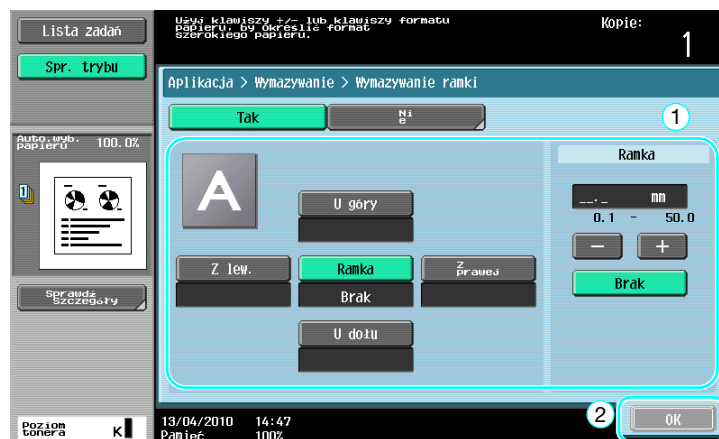 Lista zadań
Spr. trybu
Użyj klawiszy +/- lub klawiszy formatu
papieru, by określić format
szerokiego papieru.
Kopie:
1
Aplikacja > Wymazywanie > Wymazywanie ramki
Tak
Ni
e
1
Auto.wyb.
papieru
100.0%
A
U góry
Z lew.
Ramka
Brak
Z
prawej
U dołu
Ramka
__._ mm
0.1 - 50.0
- +
Brak
Sprawdź
szczegóły
Poziom
tonera
K
13/04/2010 14:47
Pamięć 100%
2
OK